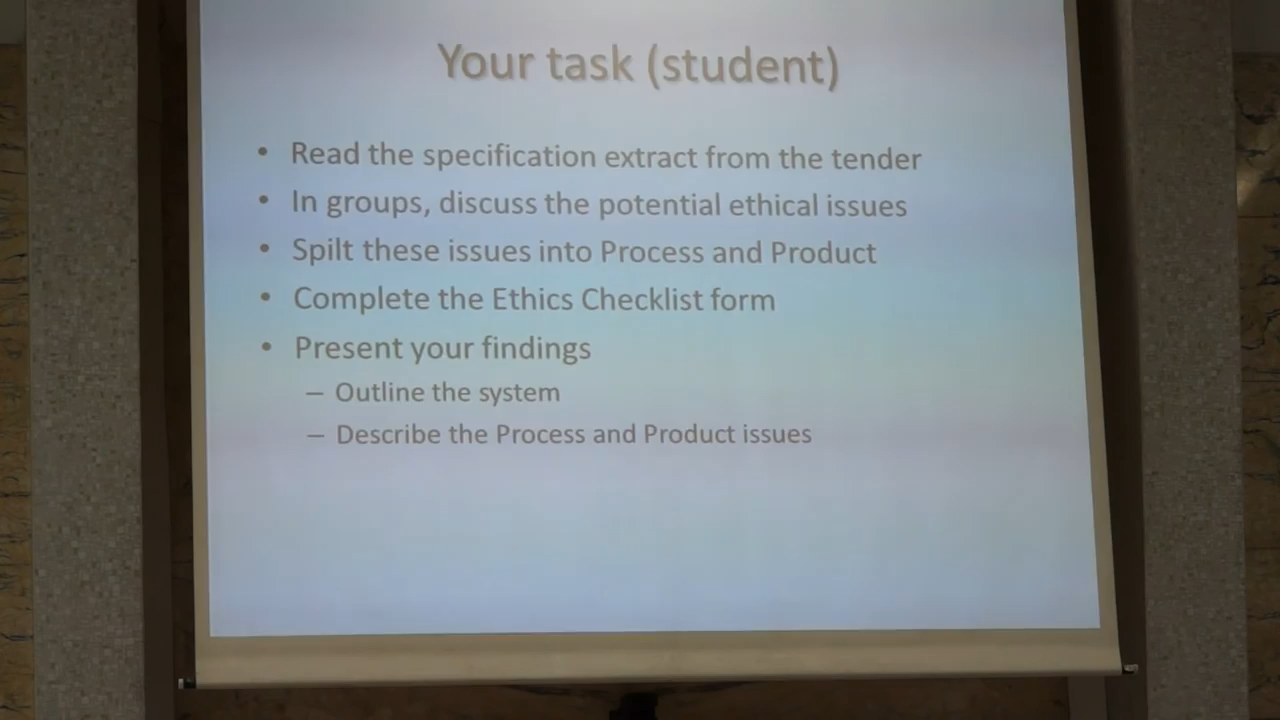 Your task (student)
• Read the specification extract from the tender
• In groups, discuss the potential ethical issues
• Spilt these issues into Process and Product
• Complete the Ethics Checklist form
• Present your findings
– Outline the system
– Describe the Process and Product issues